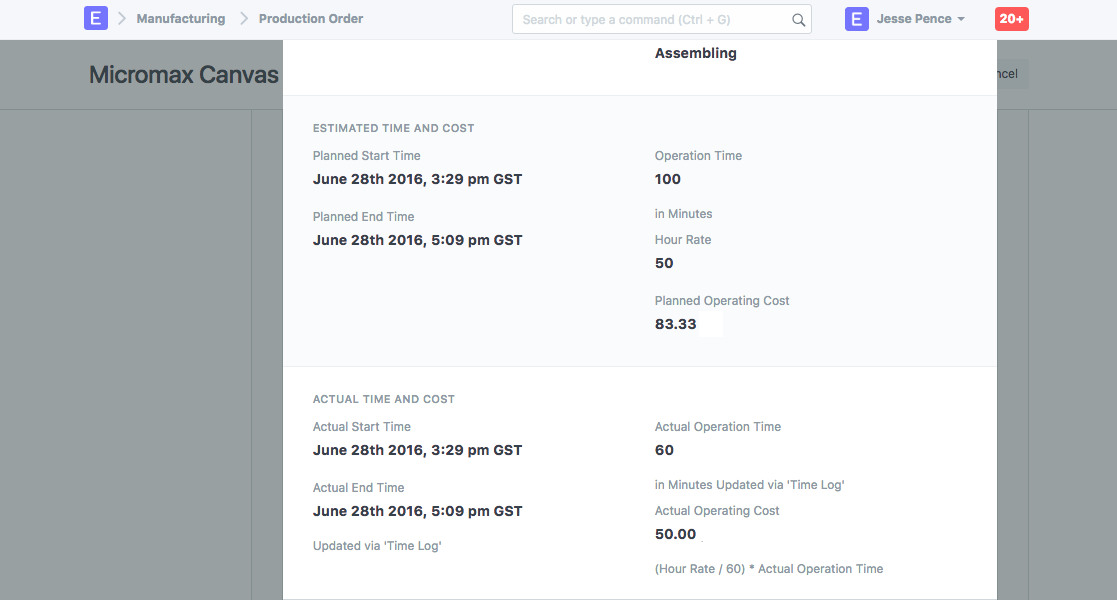 E Manufacturing Production Order Search or type a command (Ctrl + G) E Jesse Pence 20+
Micromax Canvas
ncel
Assembling
ESTIMATED TIME AND COST
Planned Start Time
June 28th 2016, 3:29 pm GST
Planned End Time
June 28th 2016, 5:09 pm GST
Operation Time
100
in Minutes
Hour Rate
50
Planned Operating Cost
83.33
ACTUAL TIME AND COST
Actual Start Time
June 28th 2016, 3:29 pm GST
Actual End Time
June 28th 2016, 5:09 pm GST
Updated via 'Time Log'
Actual Operation Time
60
in Minutes Updated via 'Time Log'
Actual Operating Cost
50.00
(Hour Rate / 60) * Actual Operation Time